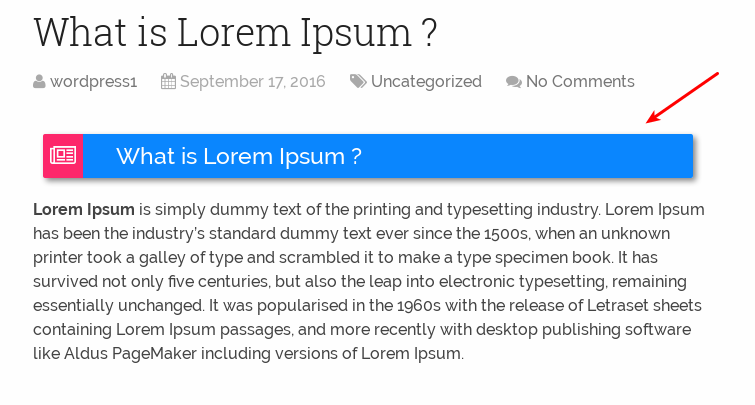 What is Lorem Ipsum ?
wordpress1 September 17, 2016 Uncategorized No Comments
What is Lorem Ipsum ?
Lorem Ipsum is simply dummy text of the printing and typesetting industry. Lorem Ipsum
has been the industry’s standard dummy text ever since the 1500s, when an unknown
printer took a galley of type and scrambled it to make a type specimen book. It has
survived not only five centuries, but also the leap into electronic typesetting, remaining
essentially unchanged. It was popularised in the 1960s with the release of Letraset sheets
containing Lorem Ipsum passages, and more recently with desktop publishing software
like Aldus PageMaker including versions of Lorem Ipsum.